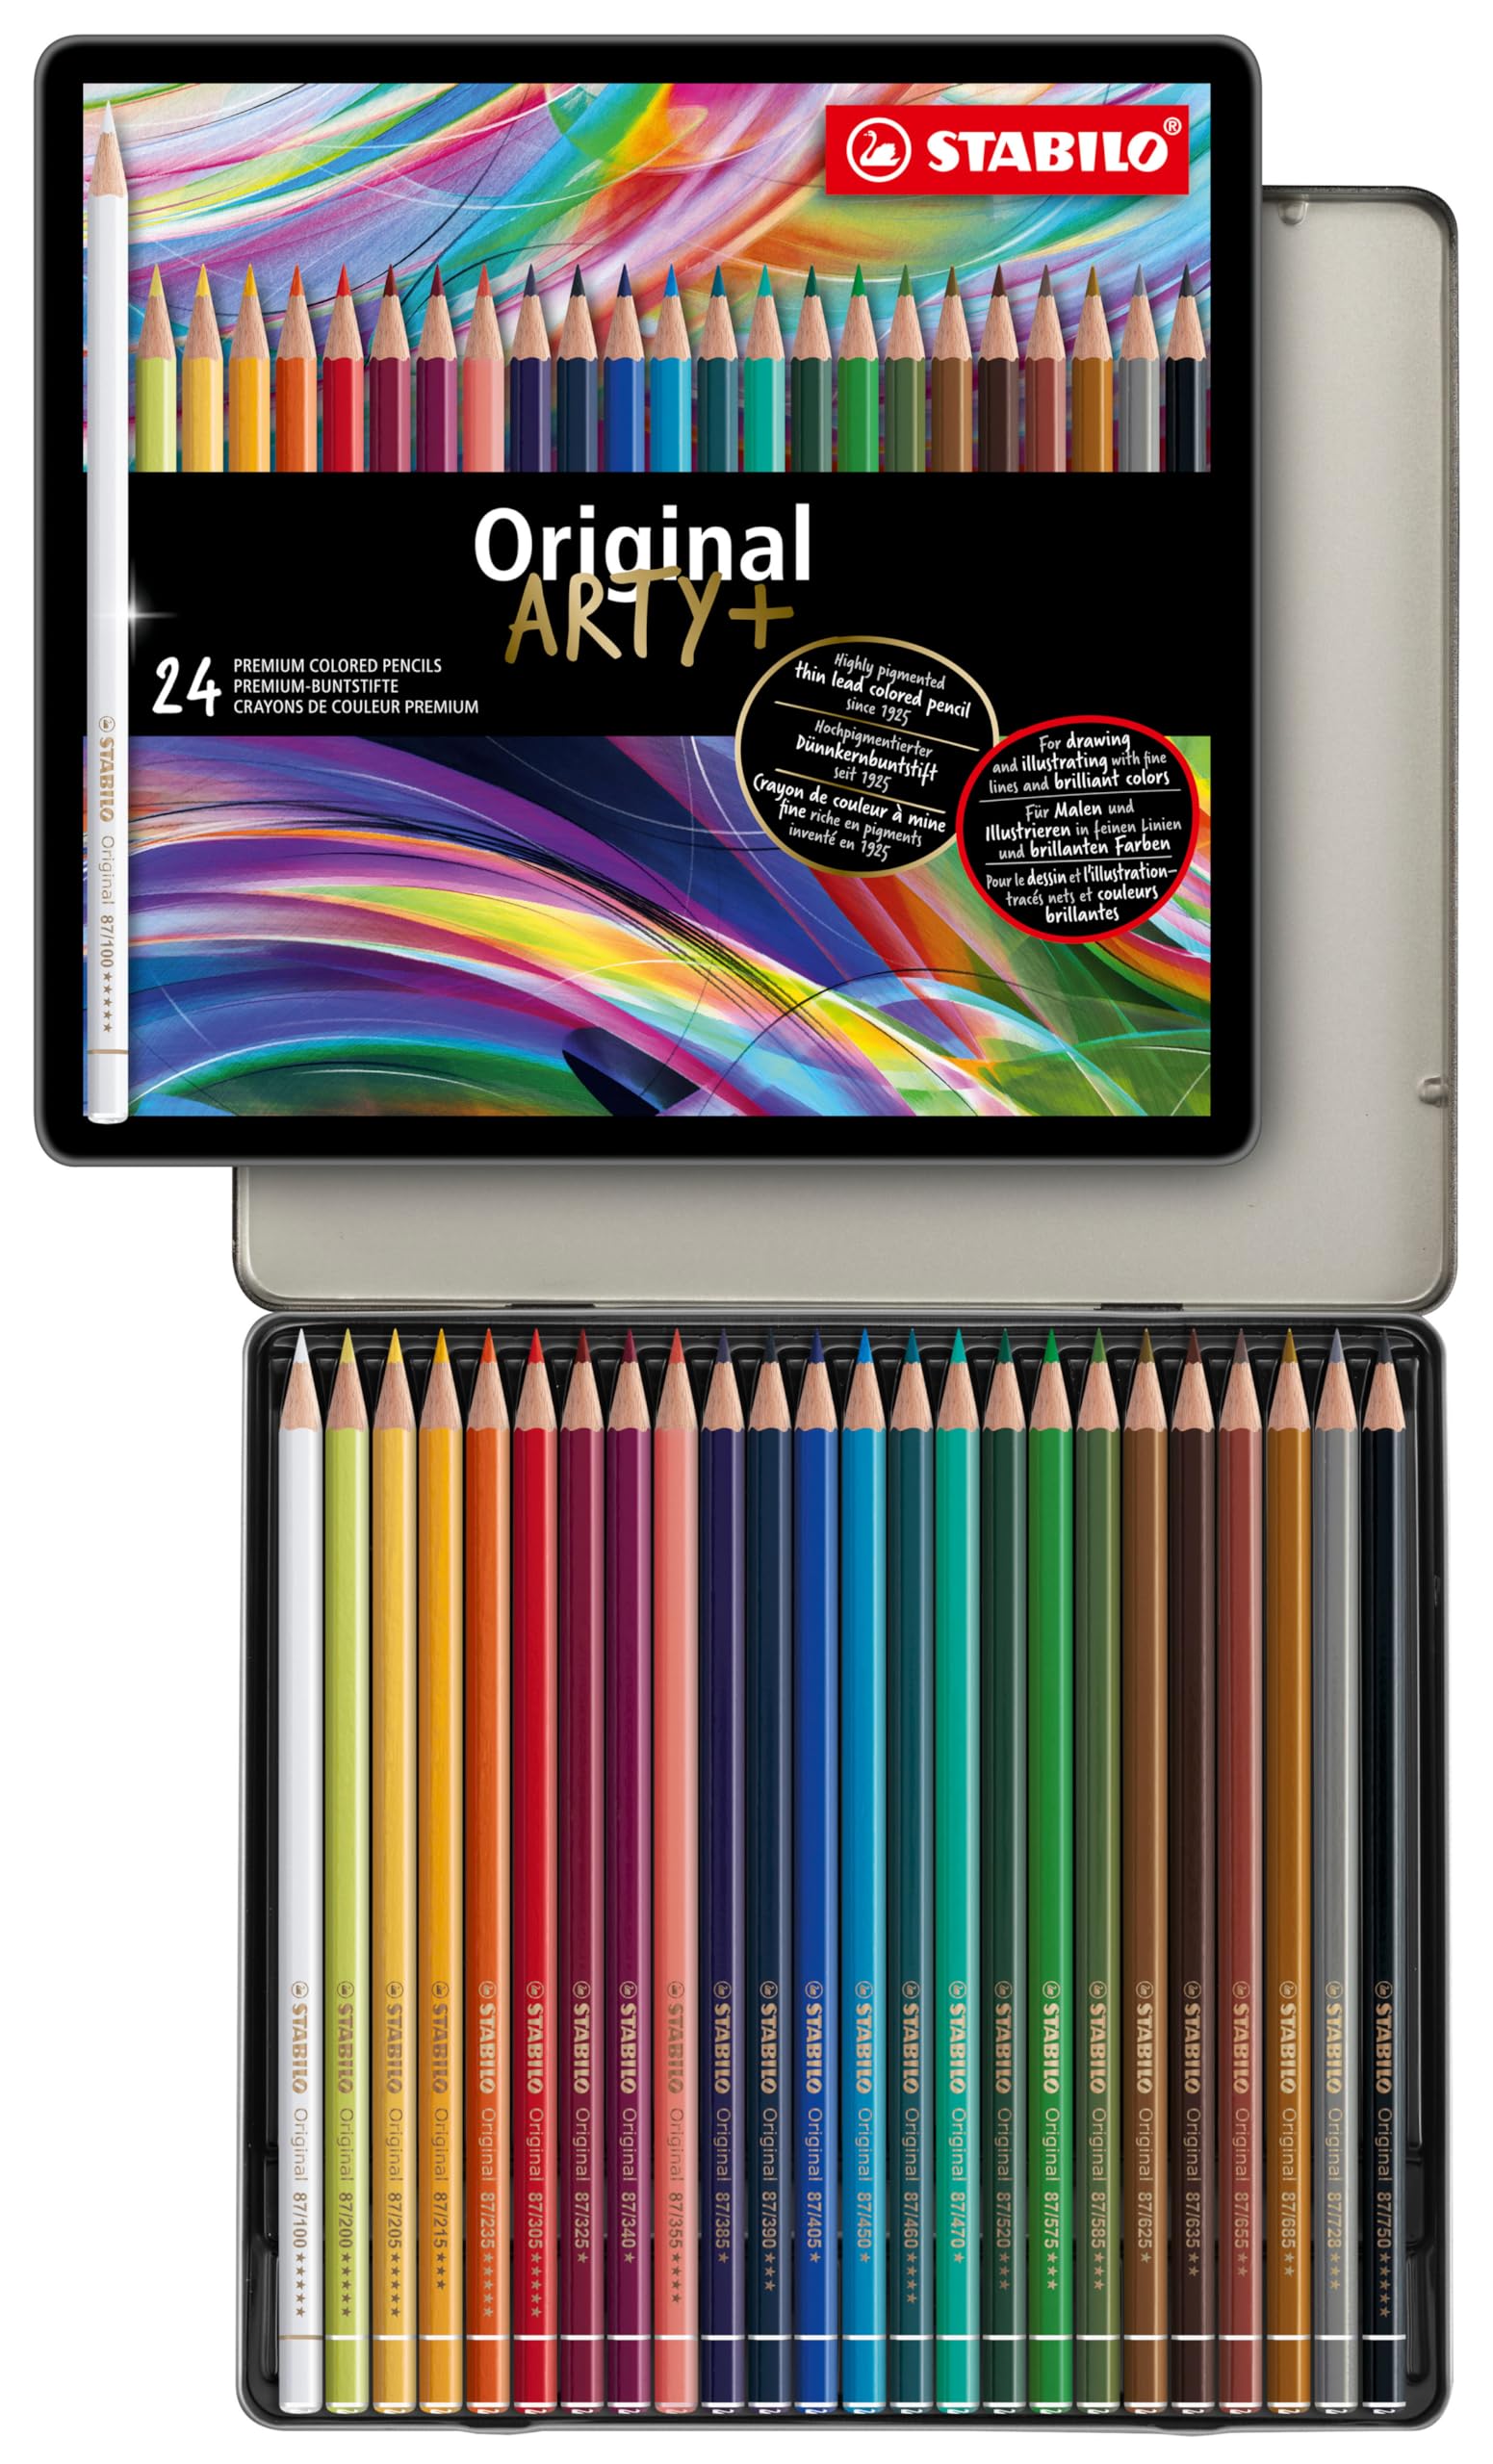 STABILO®
Original
ARTY+
24
PREMIUM COLORED PENCILS
PREMIUM-BUNTSTIFTE
CRAYONS DE COULEUR PREMIUM
Highly pigmented
thin lead colored pencil
since 1925
Hochpigmentierter
Dünnkernbuntstift
seit 1925
Crayon de couleur à mine
fine riche en pigments
inventé en 1925
For drawing
and illustrating with fine
lines and brilliant colors
Für Malen und
Illustrieren in feinen Linien
und brillanten Farben
Pour le dessin et l'illustration–
tracés nets et couleurs
brillantes
STABILO Original 87/100 ★★★★★
STABILO Original 87/100 ★★★★★
STABILO Original 87/200 ★★★★★
STABILO Original 87/205 ★★★★★
STABILO Original 87/215 ★★★
STABILO Original 87/235 ★★★★★
STABILO Original 87/305 ★★★★★
STABILO Original 87/325 ★
STABILO Original 87/340 ★
STABILO Original 87/355 ★★★★
STABILO Original 87/385 ★
STABILO Original 87/390 ★★★
STABILO Original 87/405 ★
STABILO Original 87/450 ★
STABILO Original 87/460 ★★★★
STABILO Original 87/470 ★
STABILO Original 87/520 ★★★
STABILO Original 87/575 ★★★
STABILO Original 87/585 ★★★
STABILO Original 87/625 ★
STABILO Original 87/635 ★
STABILO Original 87/655 ★
STABILO Original 87/685 ★★
STABILO Original 87/728 ★★★
STABILO Original 87/750 ★★★★★